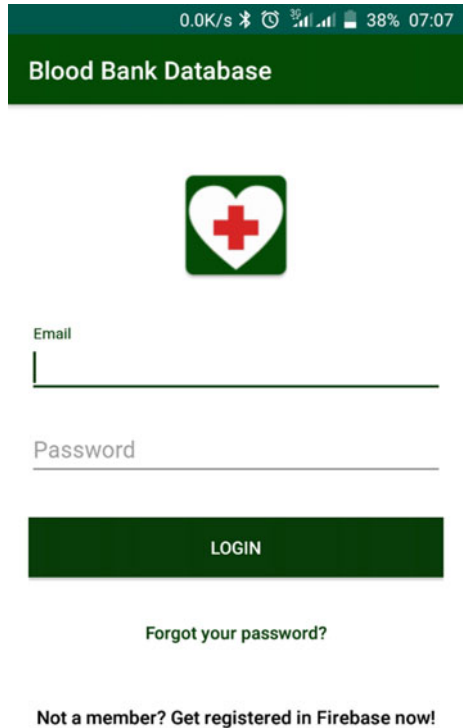 0.0K/s 3G 38% 07:07
Blood Bank Database
Email
Password
LOGIN
Forgot your password?
Not a member? Get registered in Firebase now!